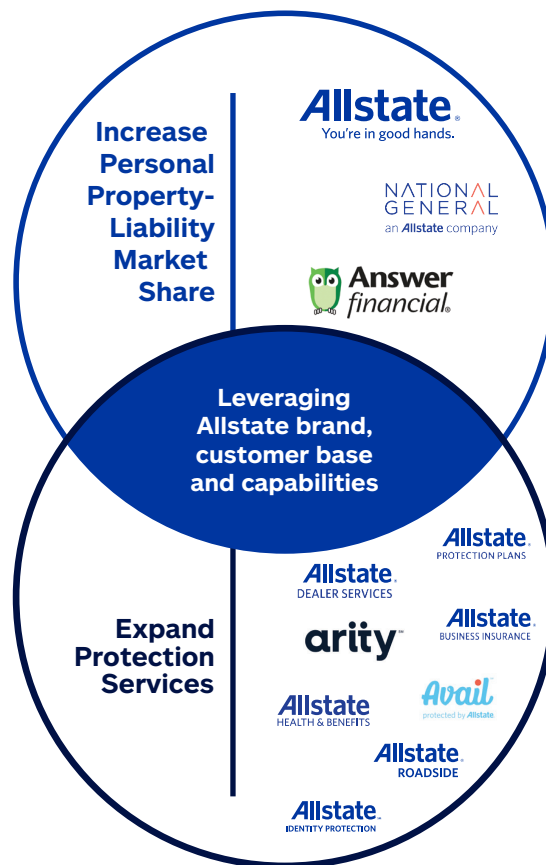 Increase
Personal
Property-
Liability
Market
Share
Allstate®
You're in good hands.
NATIONAL
GENERAL
an Allstate company
Answer
financial®
Leveraging
Allstate brand,
customer base
and capabilities
Expand
Protection
Services
Allstate®
PROTECTION PLANS
Allstate®
DEALER SERVICES
arity™
Allstate®
BUSINESS INSURANCE
Allstate
HEALTH & BENEFITS
Avail™
protected by Allstate
Allstate®
ROADSIDE
Allstate®
IDENTITY PROTECTION